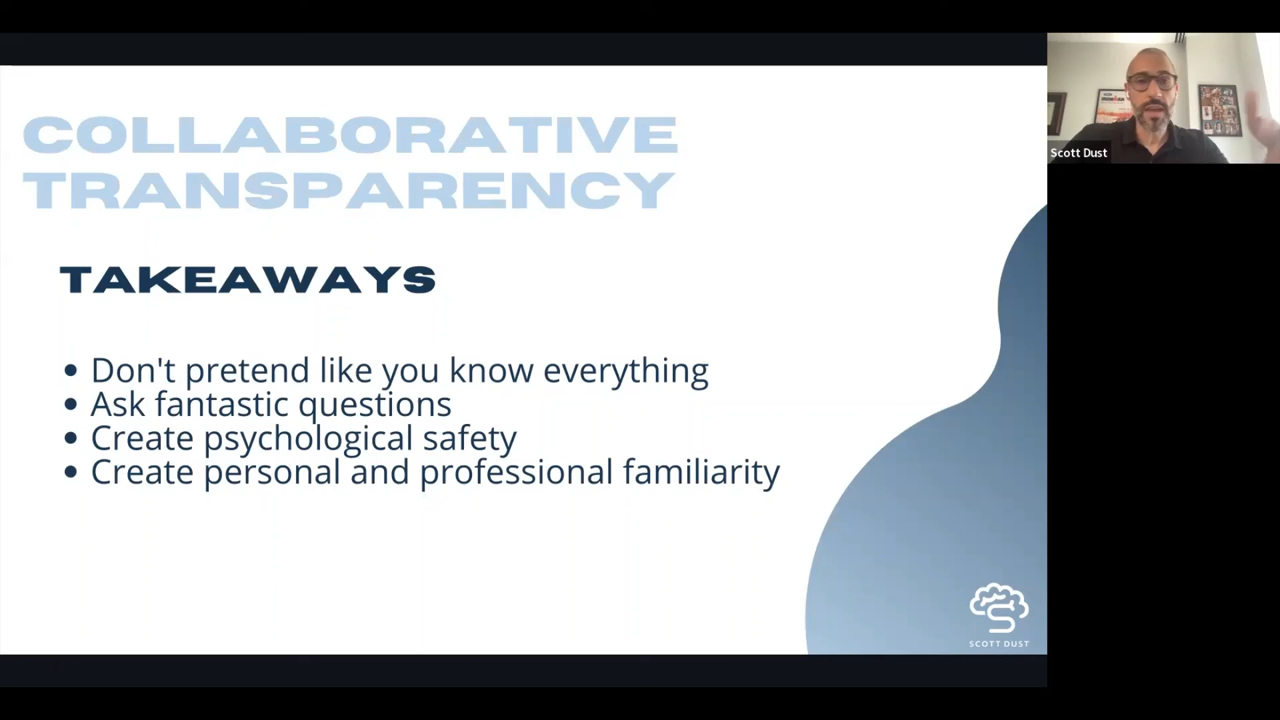 COLLABORATIVE
TRANSPARENCY
TAKEAWAYS
• Don't pretend like you know everything
• Ask fantastic questions
• Create psychological safety
• Create personal and professional familiarity
SCOTT DUST
Scott Dust